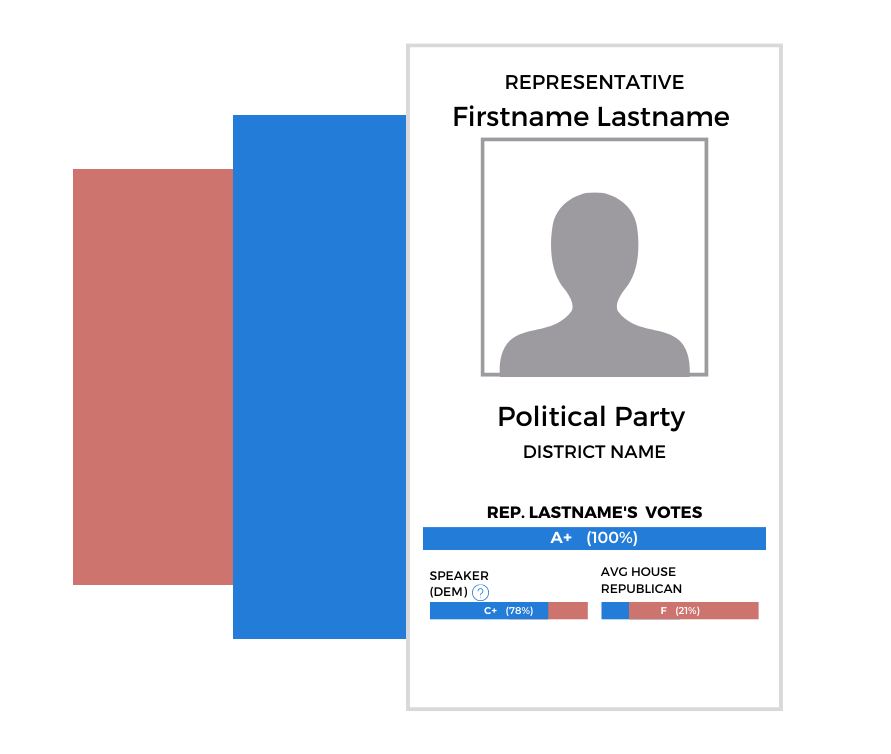 REPRESENTATIVE
Firstname Lastname
Political Party
DISTRICT NAME
REP. LASTNAME'S VOTES
A+ (100%)
SPEAKER
(DEM) ?
C+ (78%)
AVG HOUSE
REPUBLICAN
F (21%)